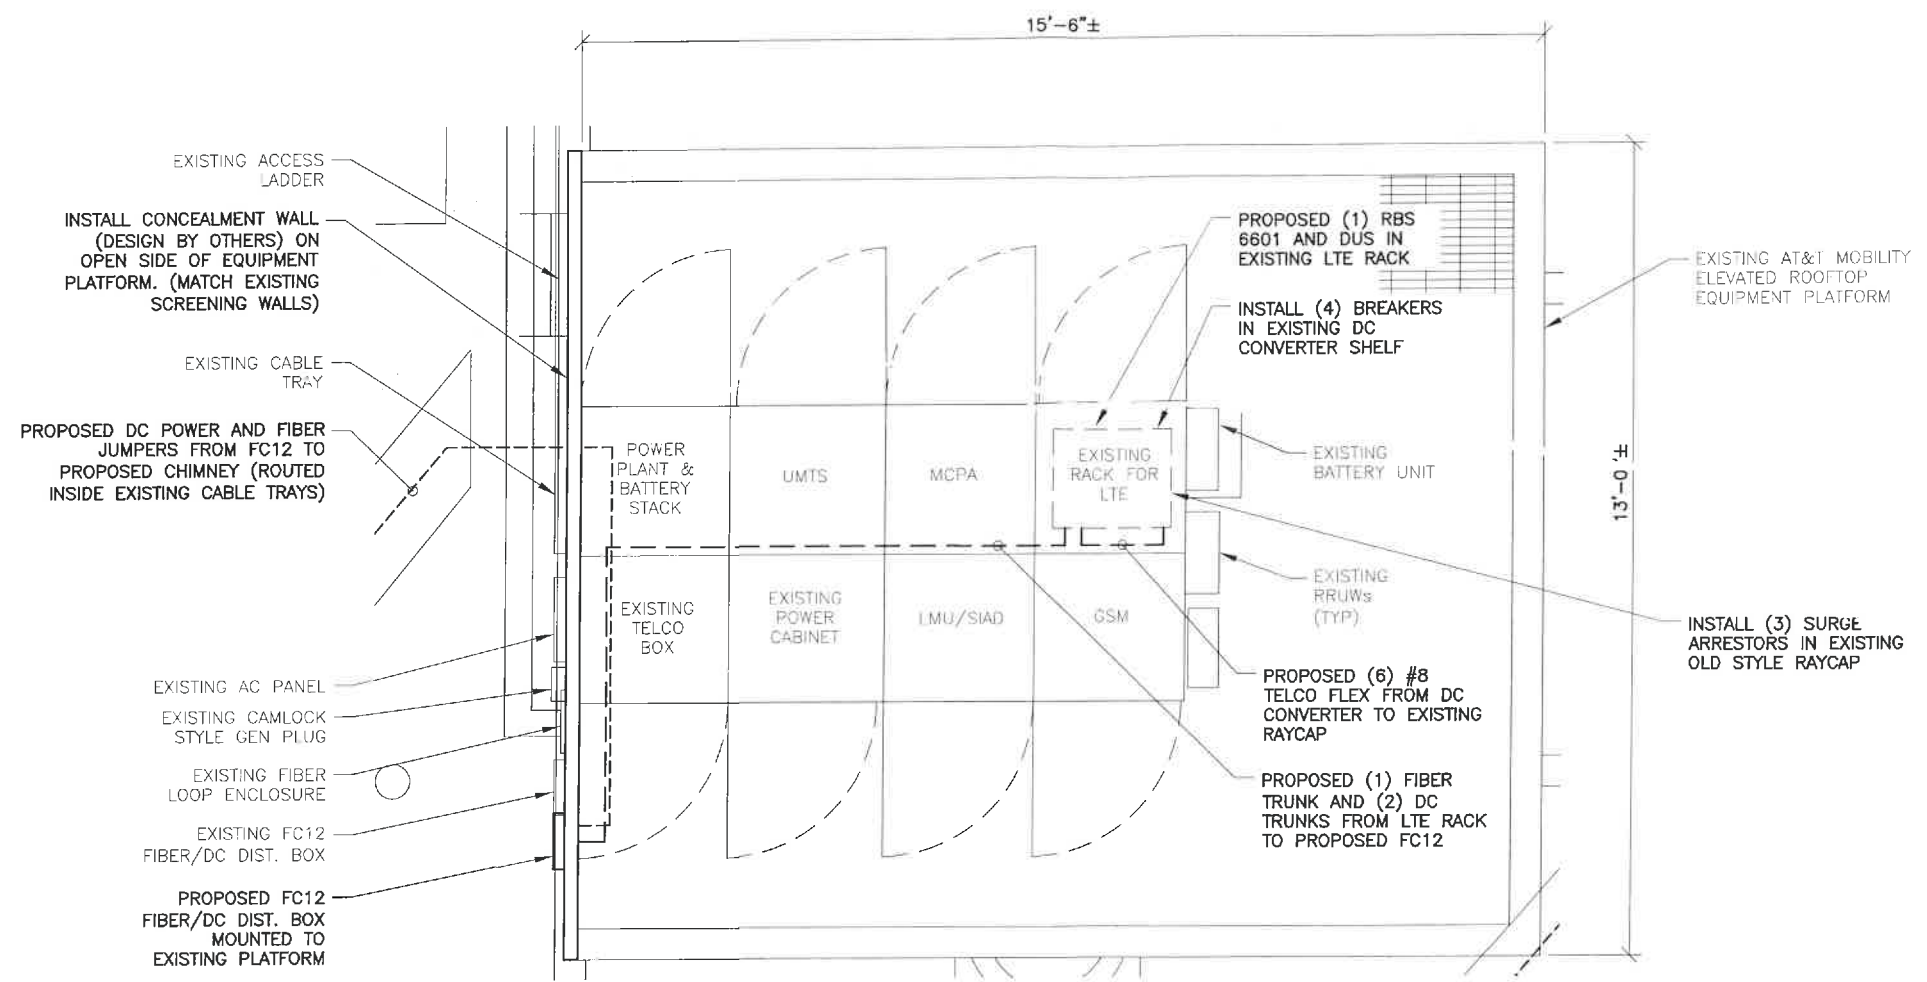 15'-6"±
EXISTING ACCESS
LADDER
INSTALL CONCEALMENT WALL
(DESIGN BY OTHERS) ON
OPEN SIDE OF EQUIPMENT
PLATFORM. (MATCH EXISTING
SCREENING WALLS)
EXISTING CABLE
TRAY
PROPOSED DC POWER AND FIBER
JUMPERS FROM FC12 TO
PROPOSED CHIMNEY (ROUTED
INSIDE EXISTING CABLE TRAYS)
EXISTING AC PANEL
EXISTING CAMLOCK
STYLE GEN PLUG
EXISTING FIBER
LOOP ENCLOSURE
EXISTING FC12
FIBER/DC DIST. BOX
PROPOSED FC12
FIBER/DC DIST. BOX
MOUNTED TO
EXISTING PLATFORM
POWER
PLANT &
BATTERY
STACK
UMTS
MCPA
EXISTING
RACK FOR
LTE
EXISTING
TELCO
BOX
EXISTING
POWER
CABINET
LMU/SIAD
GSM
PROPOSED (1) RBS
6601 AND DUS IN
EXISTING LTE RACK
INSTALL (4) BREAKERS
IN EXISTING DC
CONVERTER SHELF
EXISTING
BATTERY UNIT
EXISTING
RRUWs
(TYP)
PROPOSED (6) #8
TELCO FLEX FROM DC
CONVERTER TO EXISTING
RAYCAP
PROPOSED (1) FIBER
TRUNK AND (2) DC
TRUNKS FROM LTE RACK
TO PROPOSED FC12
13'-0"±
EXISTING AT&T MOBILITY
ELEVATED ROOFTOP
EQUIPMENT PLATFORM
INSTALL (3) SURGE
ARRESTORS IN EXISTING
OLD STYLE RAYCAP